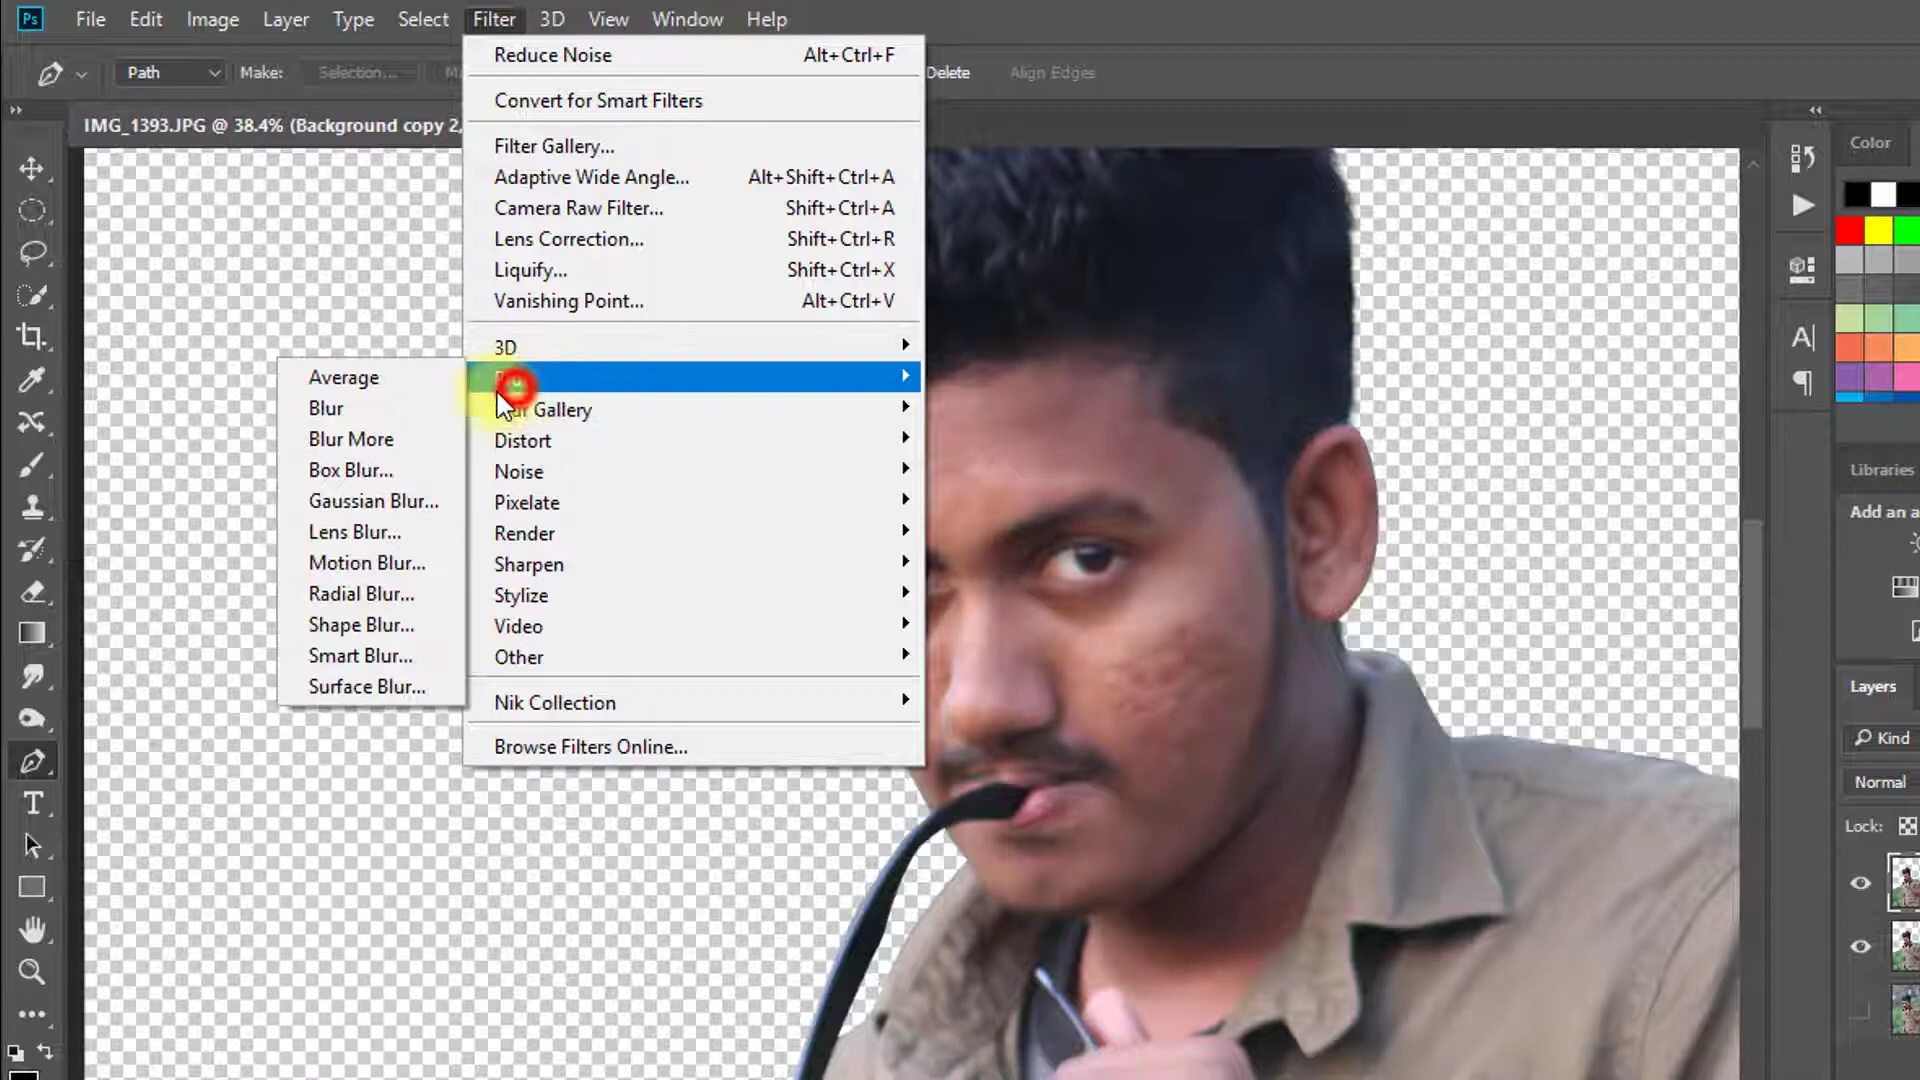 Ps File Edit Image Layer Type Select Filter 3D View Window Help
Path Make: Selection... Delete Align Edges
IMG_1393.JPG @ 38.4% (Background copy 2,
Reduce Noise Alt+Ctrl+F
Convert for Smart Filters
Filter Gallery...
Adaptive Wide Angle... Alt+Shift+Ctrl+A
Camera Raw Filter... Shift+Ctrl+A
Lens Correction... Shift+Ctrl+R
Liquify... Shift+Ctrl+X
Vanishing Point... Alt+Ctrl+V
3D
Gallery
Distort
Noise
Pixelate
Render
Sharpen
Stylize
Video
Other
Nik Collection
Browse Filters Online...
Average
Blur
Blur More
Box Blur...
Gaussian Blur...
Lens Blur...
Motion Blur...
Radial Blur...
Shape Blur...
Smart Blur...
Surface Blur...
Color
Libraries
Add an a
Layers
Kind
Normal
Lock: